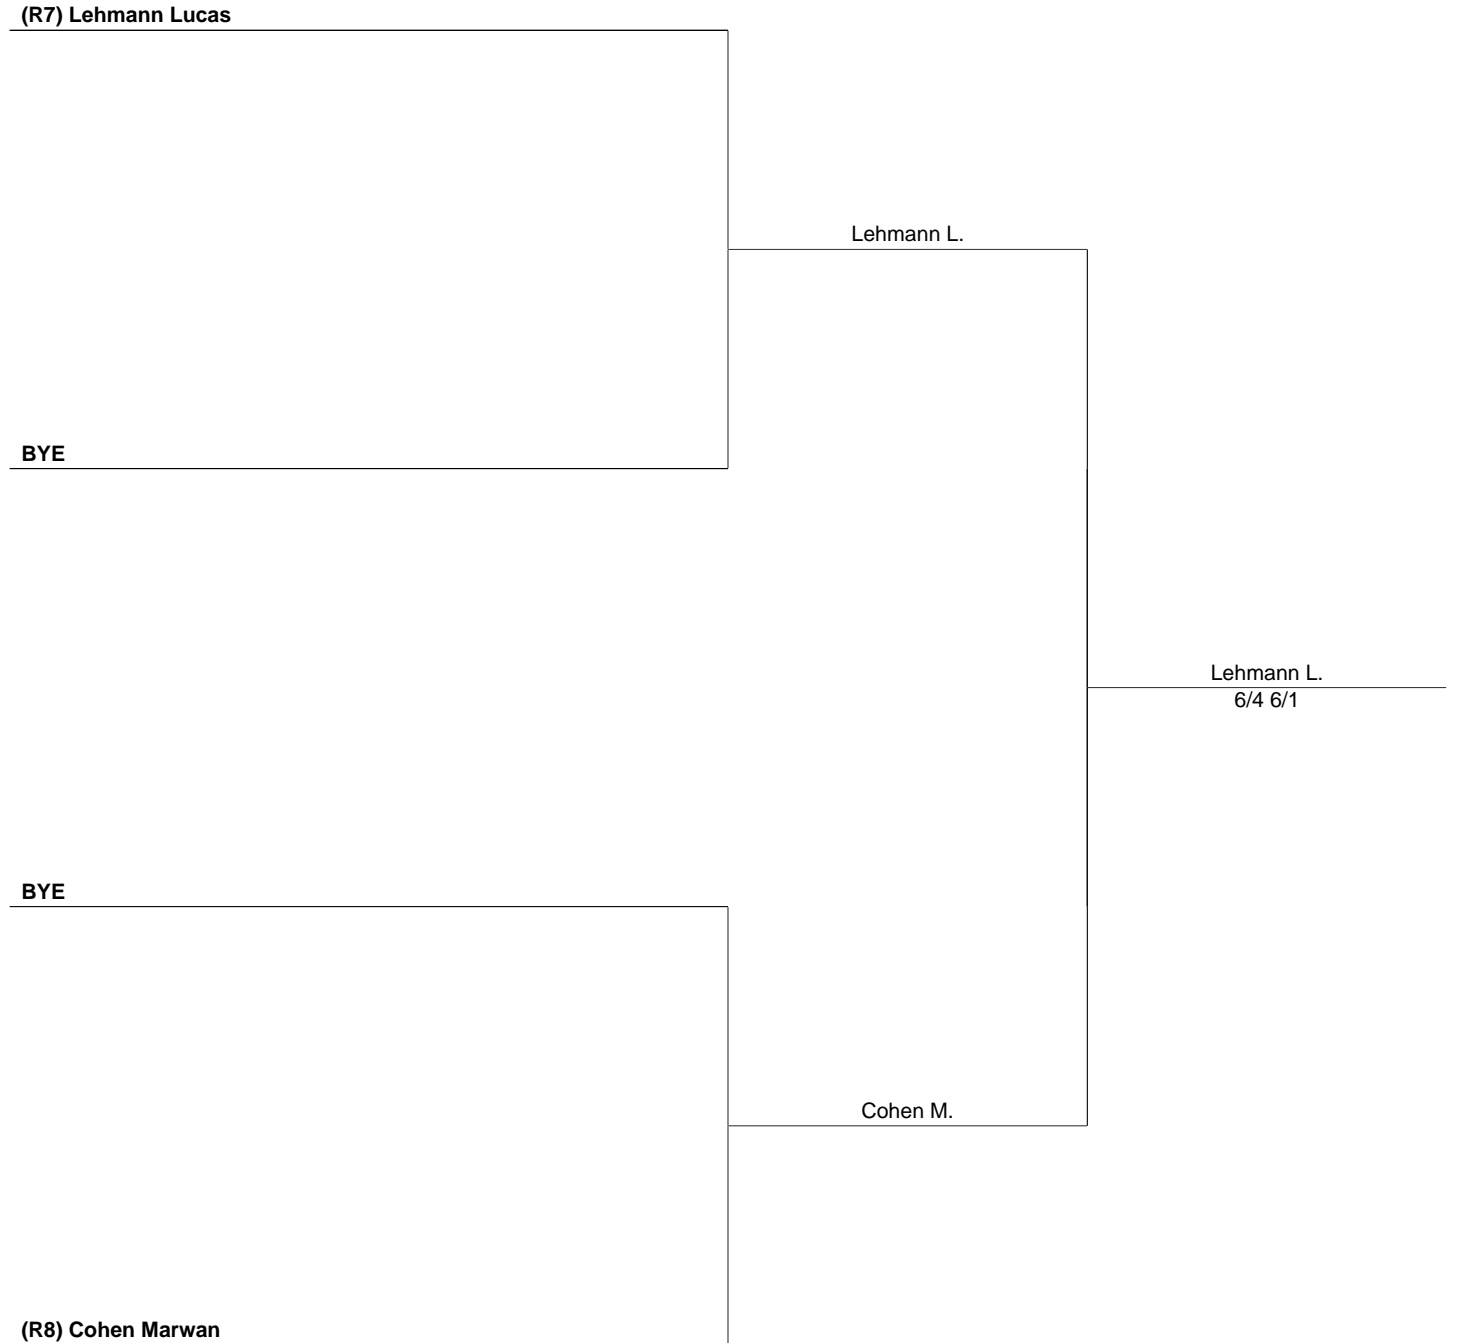 (R7) Lehmann Lucas
Lehmann L.
BYE
Lehmann L.
6/4 6/1
BYE
Cohen M.
(R8) Cohen Marwan